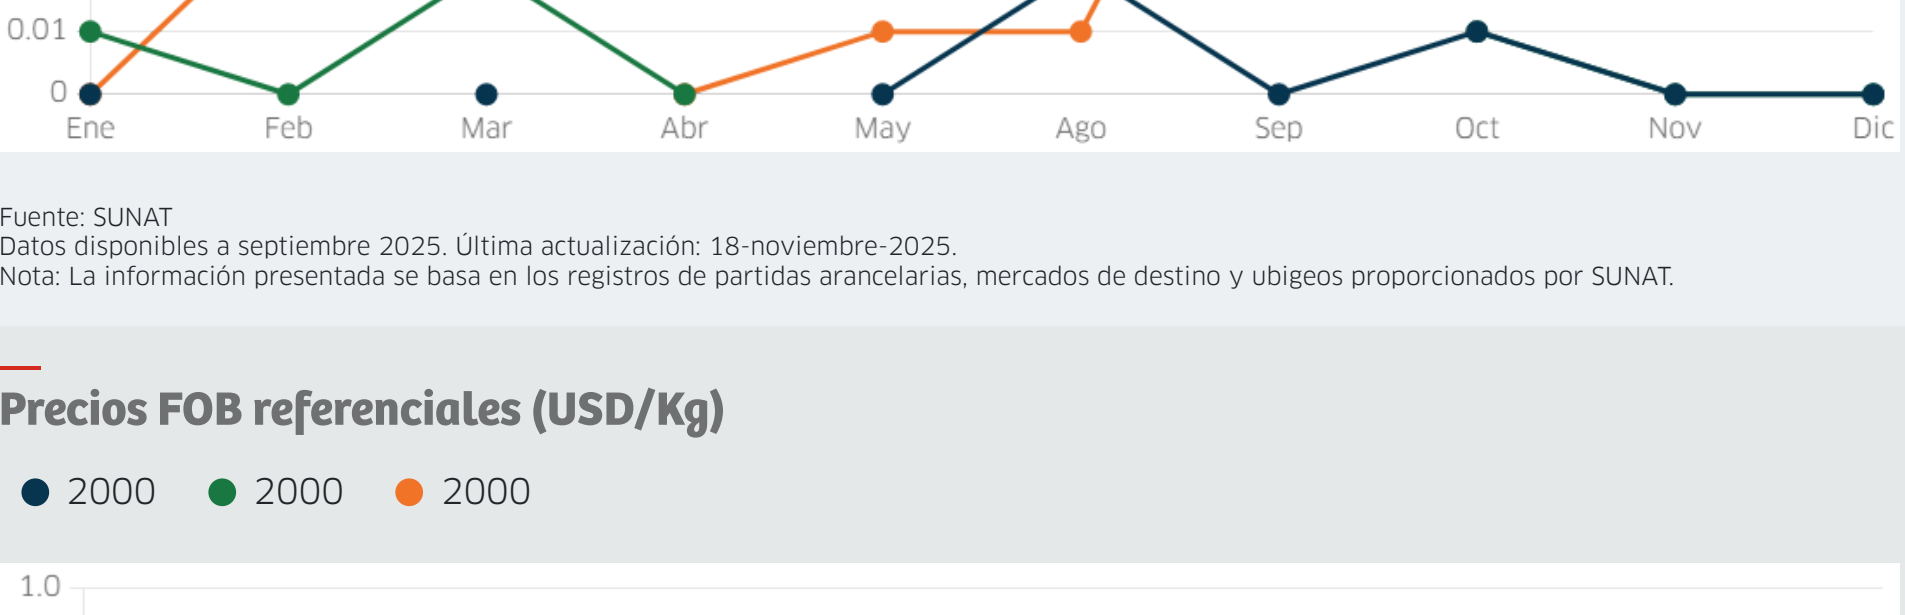 0.01
0
Ene Feb Mar Abr May Ago Sep Oct Nov Dic
Fuente: SUNAT
Datos disponibles a septiembre 2025. Última actualización: 18-noviembre-2025.
Nota: La información presentada se basa en los registros de partidas arancelarias, mercados de destino y ubigeos proporcionados por SUNAT.
Precios FOB referenciales (USD/Kg)
2000 2000 2000
1.0